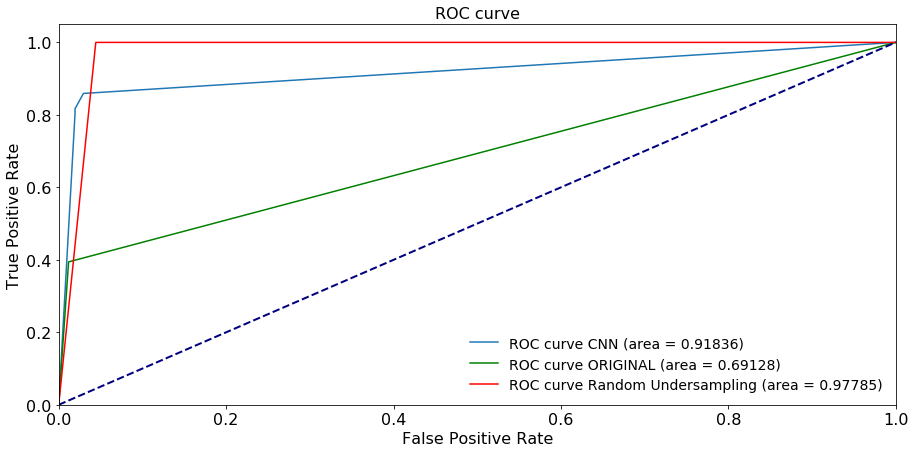 ROC curve
1.0
0.8
0.6
0.4
0.2
0.0
True Positive Rate
ROC curve CNN (area = 0.91836)
ROC curve ORIGINAL (area = 0.69128)
ROC curve Random Undersampling (area = 0.97785)
0.0 0.2 0.4 0.6 0.8 1.0
False Positive Rate